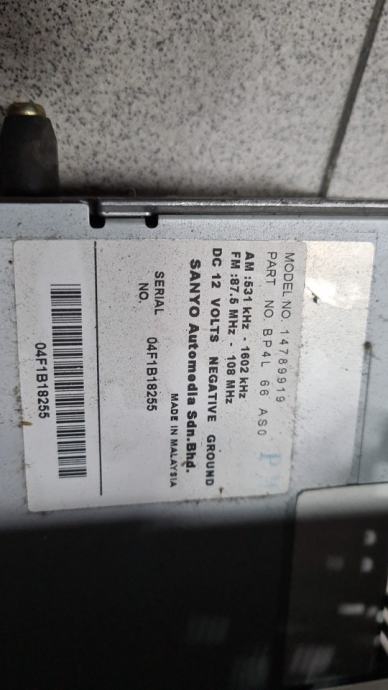 MODEL NO. 14789919
PART NO. BP4L 66 AS0
AM :531 kHz - 1602 kHz
FM :87.5 MHz - 108 MHz
DC 12 VOLTS NEGATIVE GROUND
SANYO Automedia Sdn.Bhd.
MADE IN MALAYSIA
SERIAL NO. 04F1B18255
04F1B18255